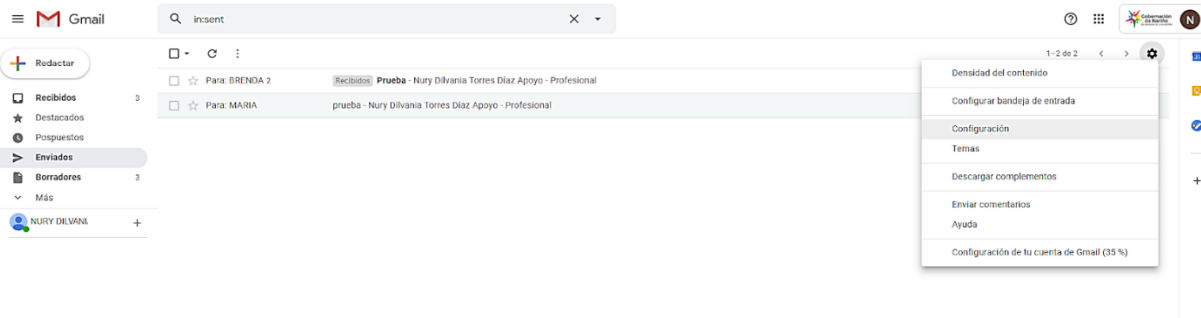 Gmail
in:sent
Gobernación
de Nariño
N
Redactar
1–2 de 2
Recibidos 3
Destacados
Pospuestos
Enviados
Borradores 3
Más
NURY DILVANI
Para: BRENDA 2 Recibidos Prueba - Nury Dilvania Torres Díaz Apoyo - Profesional
Para: MARIA prueba - Nury Dilvania Torres Díaz Apoyo - Profesional
Densidad del contenido
Configurar bandeja de entrada
Configuración
Temas
Descargar complementos
Enviar comentarios
Ayuda
Configuración de tu cuenta de Gmail (35 %)